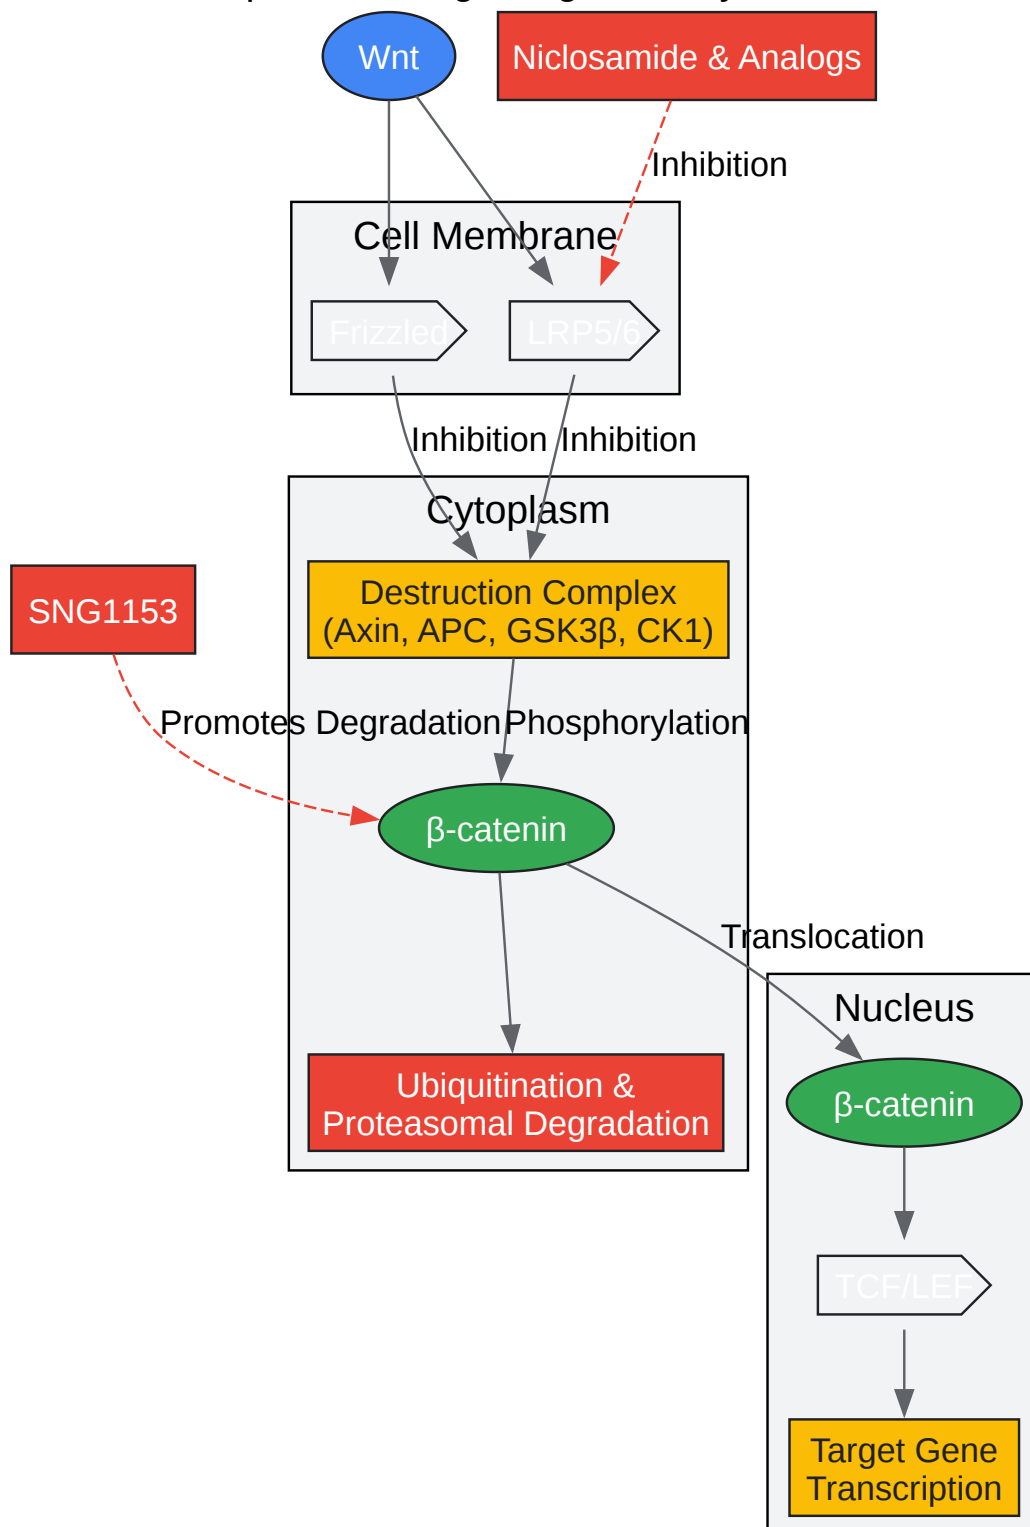 Wnt
Niclosamide & Analogs
Inhibition
Cell Membrane
Frizzled
LRP5/6
Inhibition
Inhibition
Cytoplasm
Destruction Complex
(Axin, APC, GSK3β, CK1)
SNG1153
Promotes Degradation
Phosphorylation
β-catenin
Translocation
Nucleus
Ubiquitination &
Proteasomal Degradation
β-catenin
TCF/LEF
Target Gene
Transcription